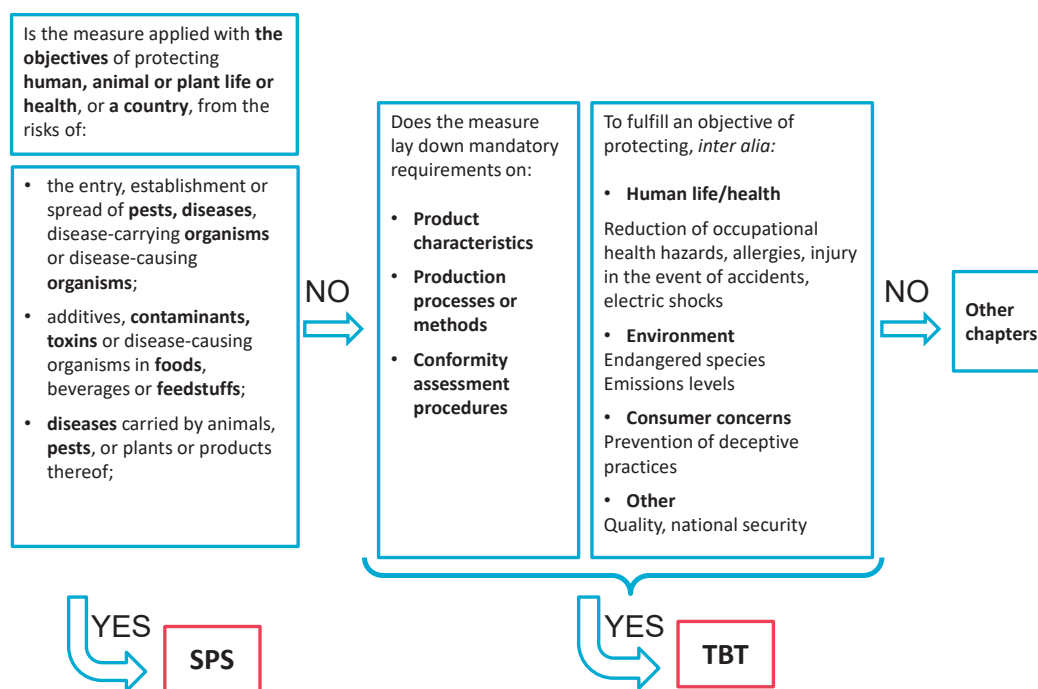 Is the measure applied with the
objectives of protecting
human, animal or plant life or
health, or a country, from the
risks of:
• the entry, establishment or
spread of pests, diseases,
disease-carrying organisms
or disease-causing
organisms;
• additives, contaminants,
toxins or disease-causing
organisms in foods,
beverages or feedstuffs;
• diseases carried by animals,
pests, or plants or products
thereof;
NO
YES
SPS
Does the measure
lay down mandatory
requirements on:
• Product
characteristics
• Production
processes or
methods
• Conformity
assessment
procedures
To fulfill an objective of
protecting, inter alia:
• Human life/health
Reduction of occupational
health hazards, allergies, injury
in the event of accidents,
electric shocks
• Environment
Endangered species
Emissions levels
• Consumer concerns
Prevention of deceptive
practices
• Other
Quality, national security
YES
TBT
NO
Other
chapters